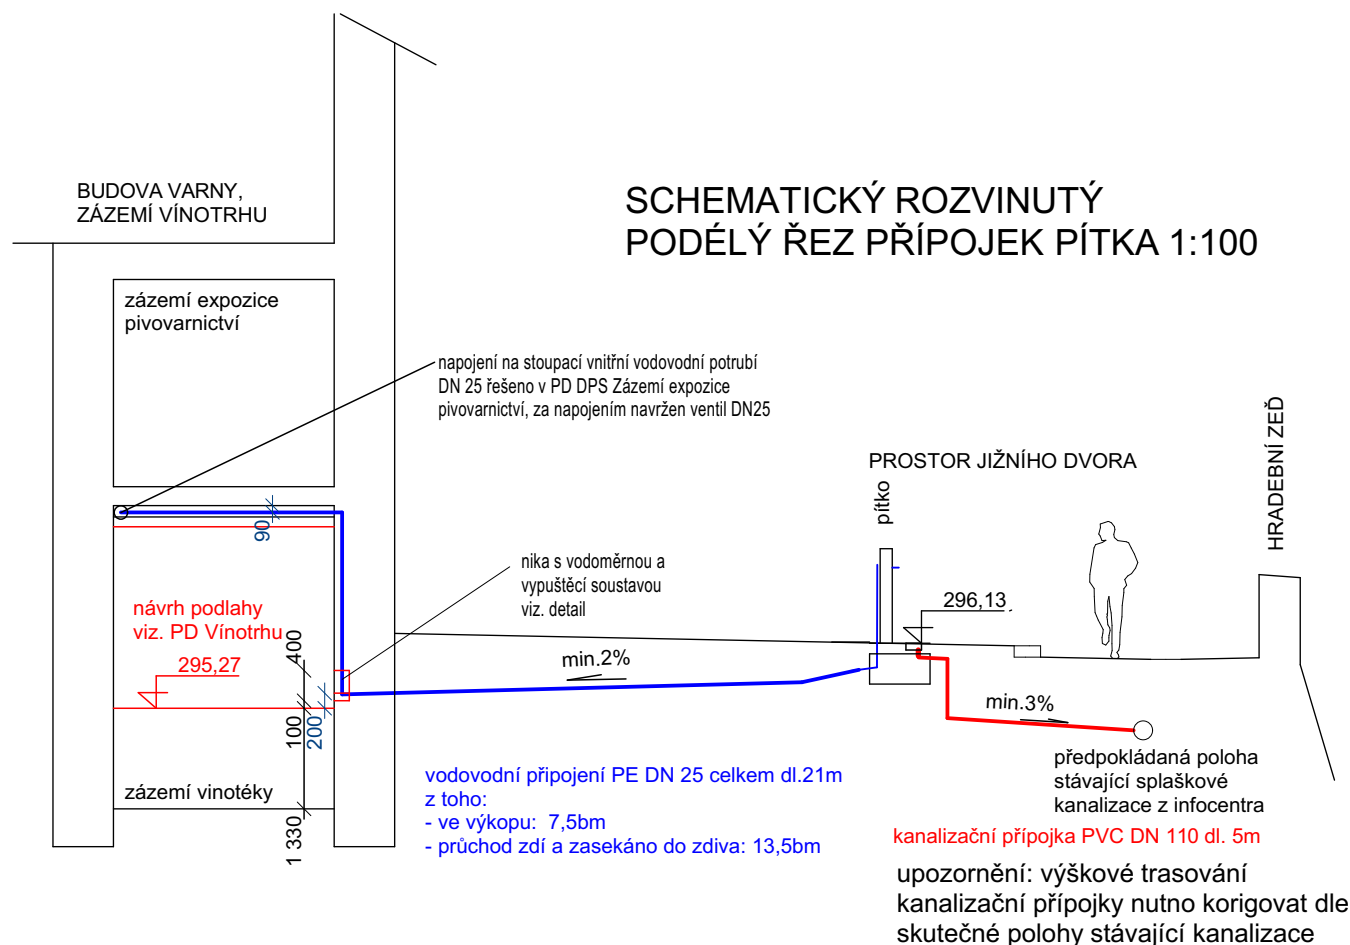 BUDOVA VARNY,
ZÁZEMÍ VÍNOTRHU
SCHEMATICKÝ ROZVINUTÝ
PODÉLÝ ŘEZ PŘÍPOJEK PÍTKA 1:100
zázemí expozice
pivovarnictví
napojení na stoupací vnitřní vodovodní potrubí
DN 25 řešeno v PD DPS Zázemí expozice
pivovarnictví, za napojením navržen ventil DN25
PROSTOR JIŽNÍHO DVORA
HRADEBNÍ ZEĎ
pítko
90
nika s vodoměrnou a
vypuštěcí soustavou
viz. detail
návrh podlahy
viz. PD Vínotrhu
295,27
400
296,13
min.2%
min.3%
100
200
zázemí vinotéky
1 330
předpokládaná poloha
stávající splaškové
kanalizace z infocentra
vodovodní připojení PE DN 25 celkem dl.21m
z toho:
- ve výkopu: 7,5bm
- průchod zdí a zasekáno do zdiva: 13,5bm
kanalizační přípojka PVC DN 110 dl. 5m
upozornění: výškové trasování
kanalizační přípojky nutno korigovat dle
skutečné polohy stávající kanalizace